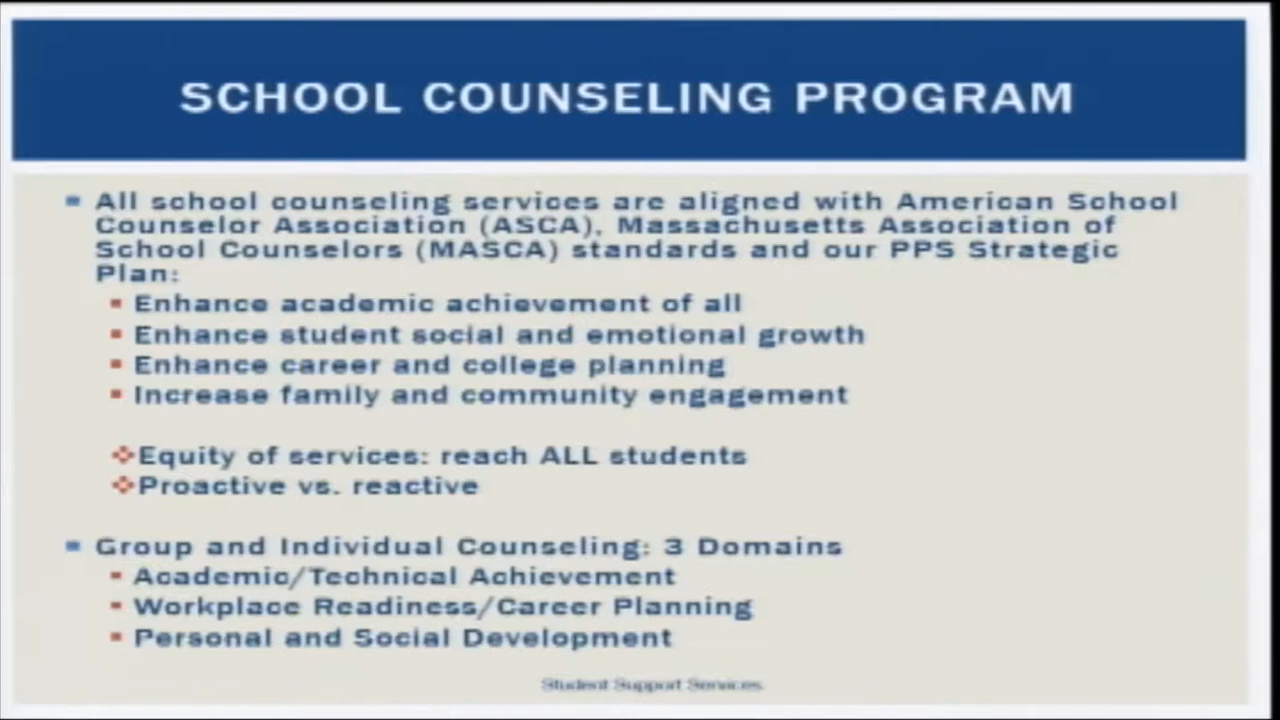 SCHOOL COUNSELING PROGRAM
All school counseling services are aligned with American School
Counselor Association (ASCA), Massachusetts Association of
School Counselors (MASCA) standards and our PPS Strategic
Plan:
Enhance academic achievement of all
Enhance student social and emotional growth
Enhance career and college planning
Increase family and community engagement
Equity of services: reach ALL students
Proactive vs. reactive
Group and Individual Counseling: 3 Domains
Academic/Technical Achievement
Workplace Readiness/Career Planning
Personal and Social Development
Student Support Services